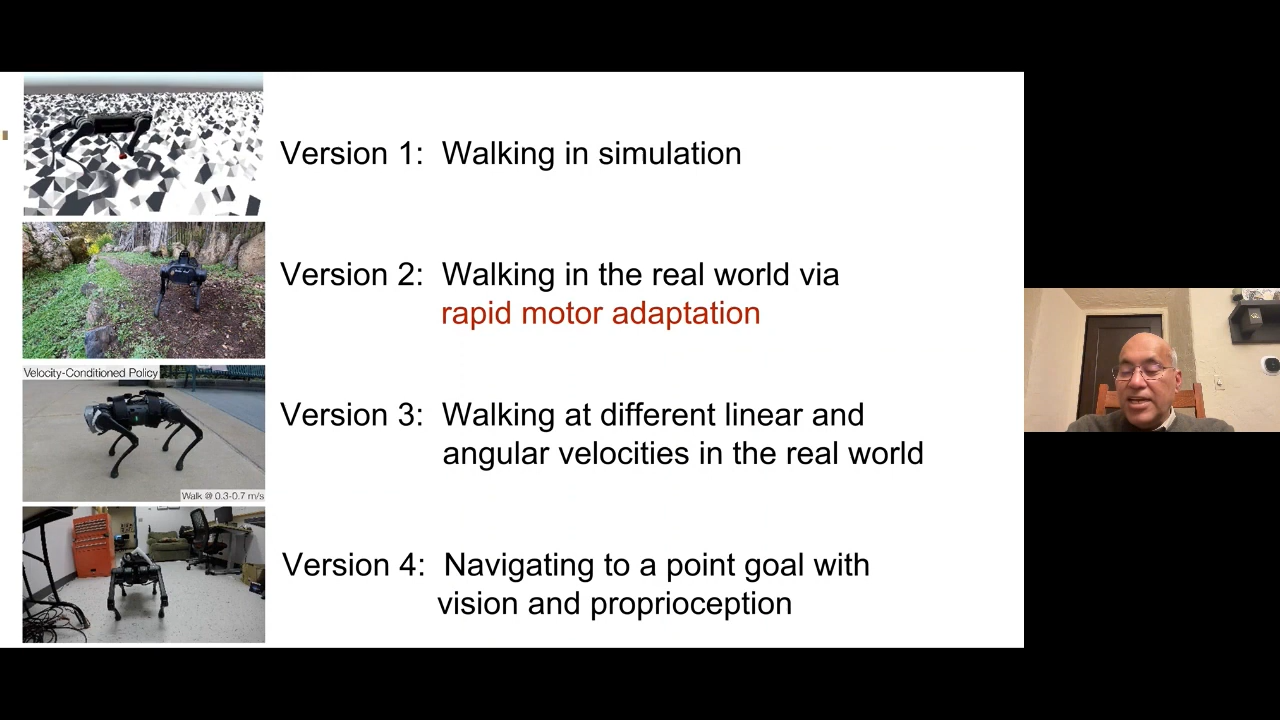 Version 1: Walking in simulation
Version 2: Walking in the real world via
rapid motor adaptation
Velocity-Conditioned Policy
Walk @ 0.3-0.7 m/s
Version 3: Walking at different linear and
angular velocities in the real world
Version 4: Navigating to a point goal with
vision and proprioception